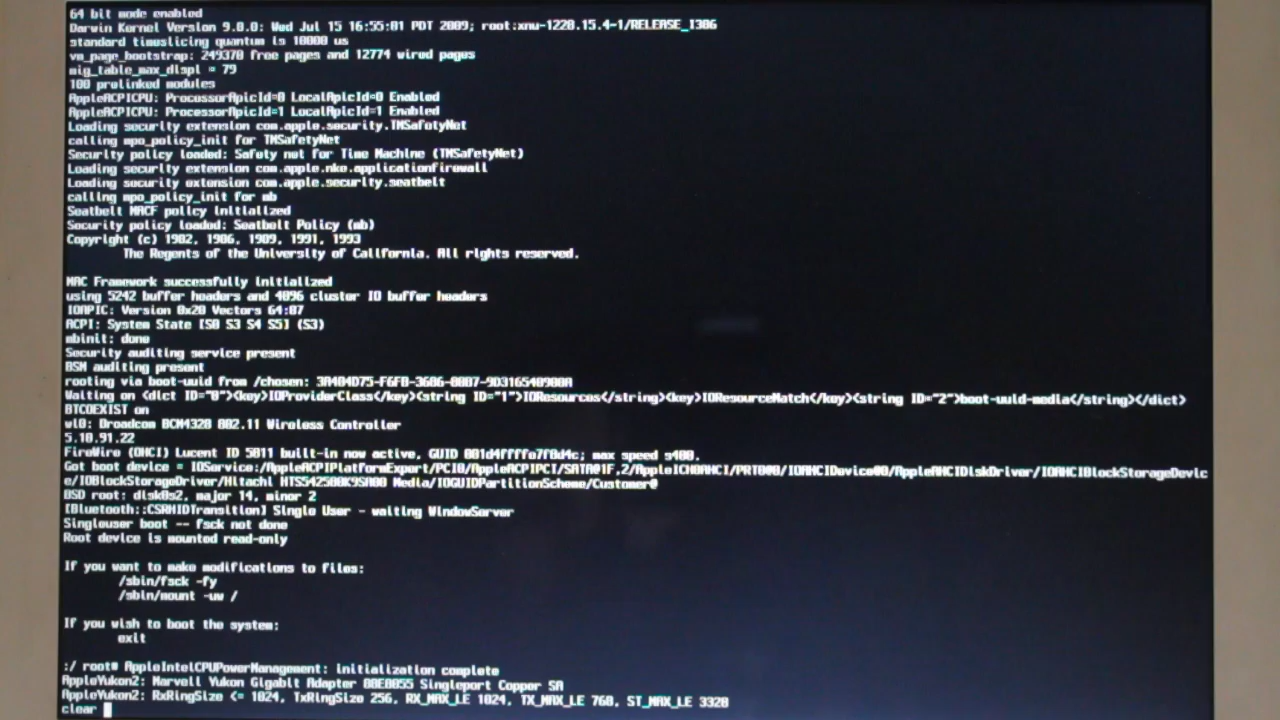 64 bit mode enabled
Darwin Kernel Version 9.8.0: Wed Jul 15 16:55:01 PDT 2009; root:xnu-1228.15.4~1/RELEASE_I386
standard timeslicing quantum is 10000 us
vm_page_bootstrap: 249370 free pages and 12774 wired pages
mig_table_max_displ = 79
100 prelinked modules
AppleACPICPU: ProcessorApicId=0 LocalApicId=0 Enabled
AppleACPICPU: ProcessorApicId=1 LocalApicId=1 Enabled
Loading security extension com.apple.security.TMSafetyNet
calling mpo_policy_init for TMSafetyNet
Security policy loaded: Safety net for Time Machine (TMSafetyNet)
Loading security extension com.apple.nke.applicationfirewall
Loading security extension com.apple.security.seatbelt
calling mpo_policy_init for mb
Seatbelt MACF policy initialized
Security policy loaded: Seatbelt Policy (mb)
Copyright (c) 1982, 1986, 1989, 1991, 1993
The Regents of the University of California. All rights reserved.
MAC Framework successfully initialized
using 5242 buffer headers and 4096 cluster IO buffer headers
IOAPIC: Version 0x20 Vectors 64:87
ACPI: System State [S0 S3 S4 S5] (S3)
mbinit: done
Security auditing service present
BSM auditing present
rooting via boot-uuid from /chosen:
Waiting on <dict ID="0"><key>IOProviderClass</key><string ID="1">IOResources</string><key>IOResourceMatch</key><string ID="2">boot-uuid-media</string></dict>
BTCOEXIST on
wl0: Broadcom BCM4328 802.11 Wireless Controller
5.10.91.22
FireWire (OHCI) Lucent ID 5811 built-in now active, GUID max speed s400.
Got boot device = IOService:/AppleACPIPlatformExpert/PCI0/AppleACPIPCI/SATA@1F,2/AppleICH8AHCI/PRT0@0/IOAHCIDevice@0/AppleAHCIDiskDriver/IOAHCIBlockStorageDevic
e/IOBlockStorageDriver/Hitachi HTS542580K9SA00 Media/IOGUIDPartitionScheme/Customer@
BSD root: disk0s2, major 14, minor 2
[Bluetooth::CSRHIDTransition] Single User - waiting WindowServer
Singleuser boot -- fsck not done
Root device is mounted read-only
If you want to make modifications to files:
/sbin/fsck -fy
/sbin/mount -uw /
If you wish to boot the system:
exit
:/ root# AppleIntelCPUPowerManagement: initialization complete
AppleYukon2: Marvell Yukon Gigabit Adapter 88E8055 Singleport Copper SA
AppleYukon2: RxRingSize <= 1024, TxRingSize 256, RX_MAX_LE 1024, TX_MAX_LE 768, ST_MAX_LE 3328
clear